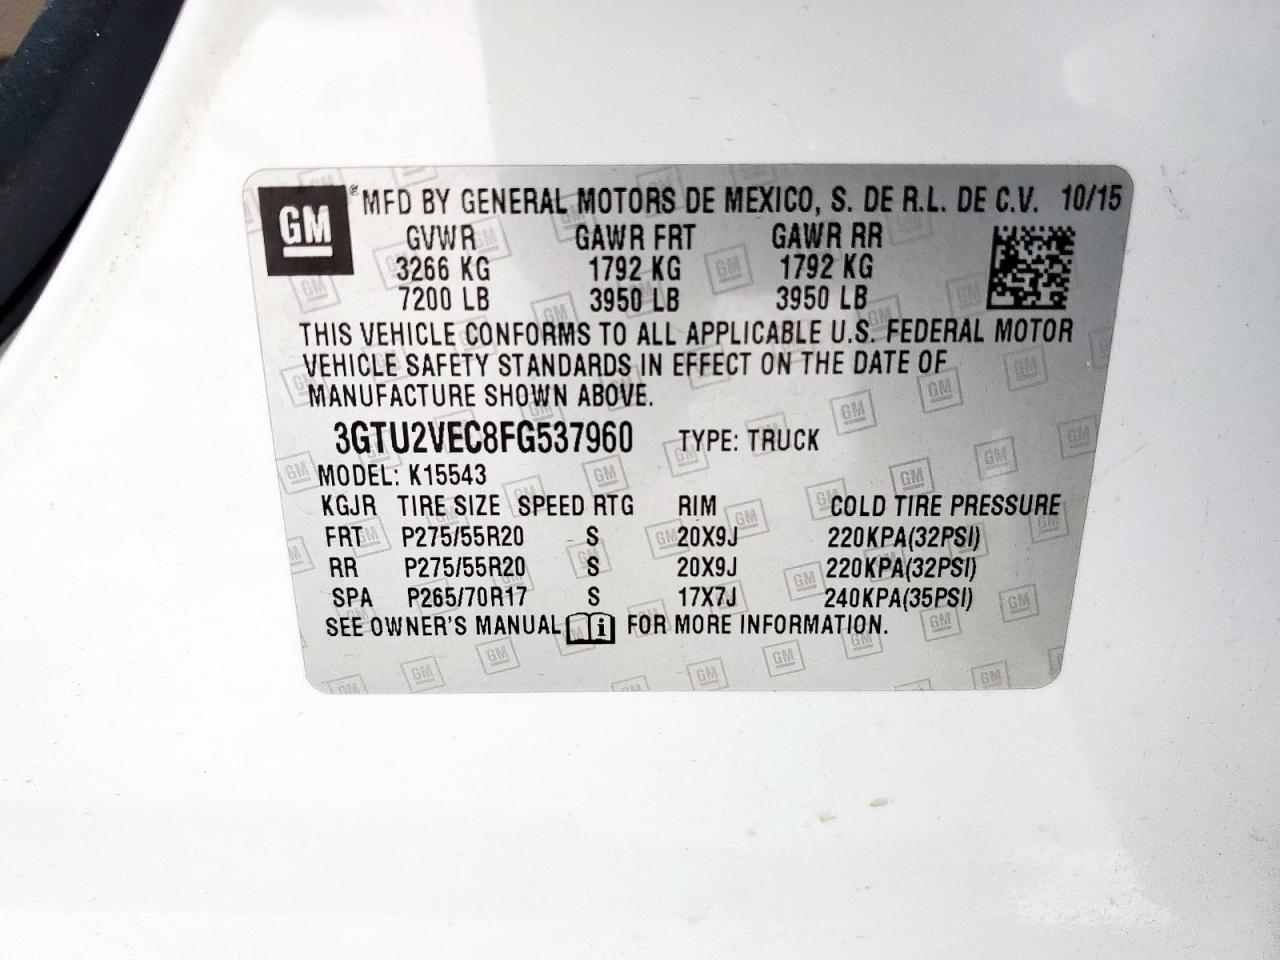 GM ® MFD BY GENERAL MOTORS DE MEXICO, S. DE R.L. DE C.V. 10/15
GVWR GAWR FRT GAWR RR
3266 KG 1792 KG 1792 KG
7200 LB 3950 LB 3950 LB
THIS VEHICLE CONFORMS TO ALL APPLICABLE U.S. FEDERAL MOTOR
VEHICLE SAFETY STANDARDS IN EFFECT ON THE DATE OF
MANUFACTURE SHOWN ABOVE.
3GTU2VEC8FG537960 TYPE: TRUCK
MODEL: K15543
KGJR TIRE SIZE SPEED RTG RIM COLD TIRE PRESSURE
FRT P275/55R20 S 20X9J 220KPA(32PSI)
RR P275/55R20 S 20X9J 220KPA(32PSI)
SPA P265/70R17 S 17X7J 240KPA(35PSI)
SEE OWNER'S MANUAL i FOR MORE INFORMATION.